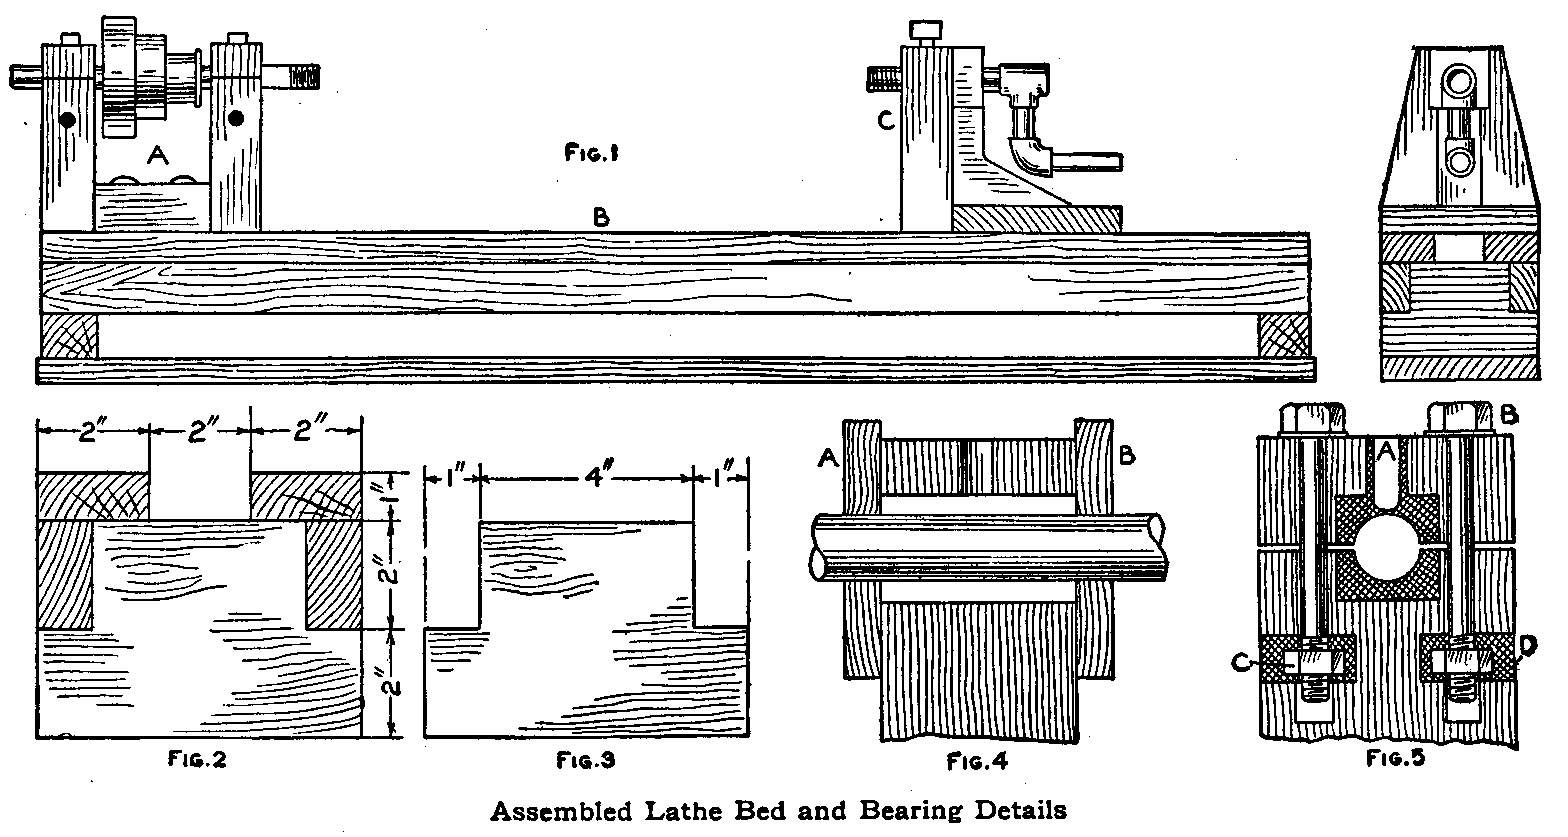 A
Fig.1
B
C
2" 2" 2"
1"
2"
2"
Fig.2
1" 4" 1"
Fig.3
A
B
Fig.4
B
A
C
D
Fig.5
Assembled Lathe Bed and Bearing Details